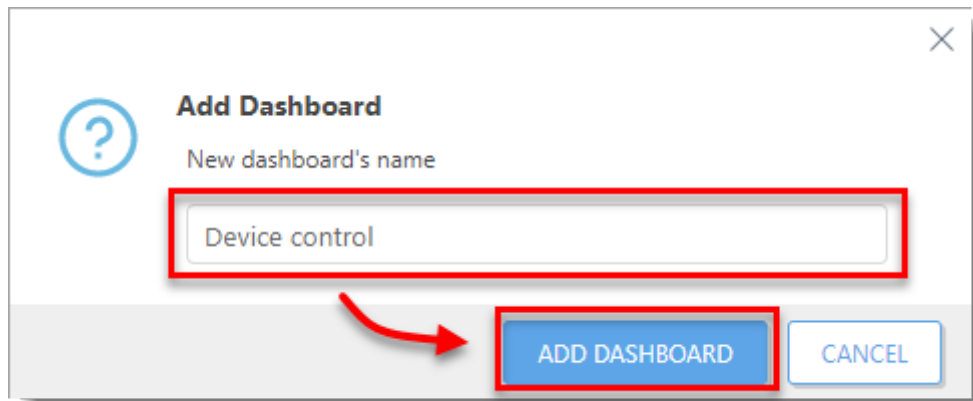 Add Dashboard
New dashboard's name
Device control
ADD DASHBOARD
CANCEL